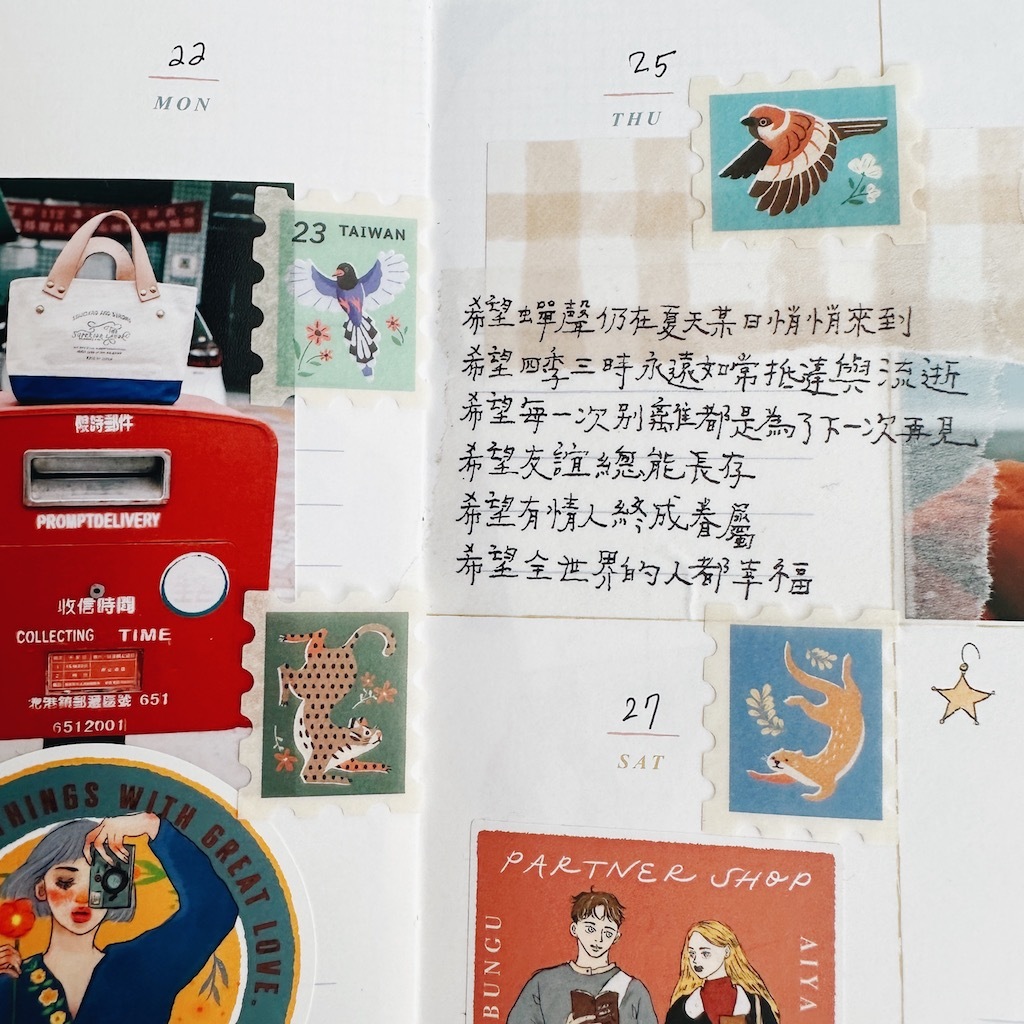 22
MON
23 TAIWAN
限時郵件
PROMPTDELIVERY
收信時間
COLLECTING TIME
651
6512001
THINGS WITH GREAT LOVE.
25
THU
希望蟬聲仍在夏天某日悄悄來到
希望四季三時永遠如常抵達與流逝
希望每一次別離都是為了下一次再見
希望友誼總能長存
希望有情人終成眷屬
希望全世界的人都幸福
27
SAT
PARTNER SHOP
BUNGU
AIYA